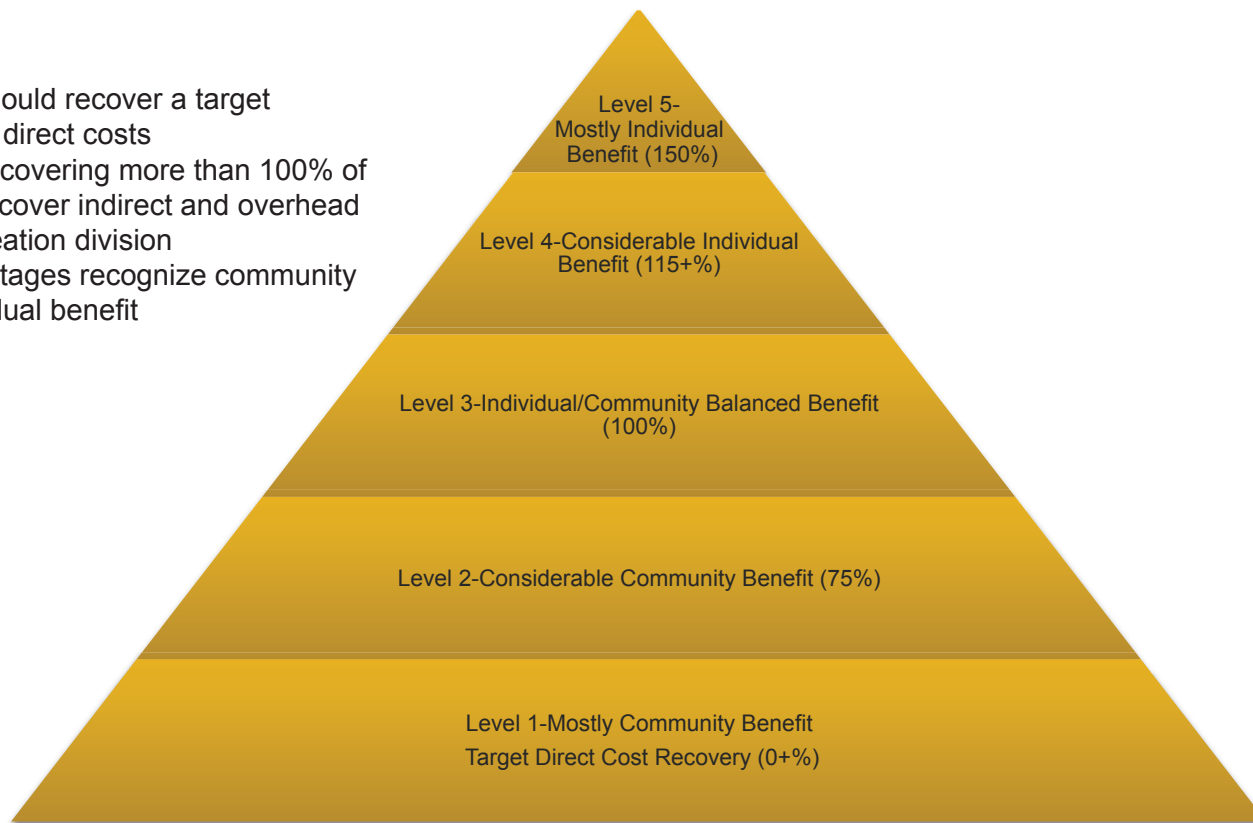 ould recover a target
direct costs
covering more than 100% of
cover indirect and overhead
eation division
tages recognize community
dual benefit
Level 5-
Mostly Individual
Benefit (150%)
Level 4-Considerable Individual
Benefit (115+%)
Level 3-Individual/Community Balanced Benefit
(100%)
Level 2-Considerable Community Benefit (75%)
Level 1-Mostly Community Benefit
Target Direct Cost Recovery (0+%)